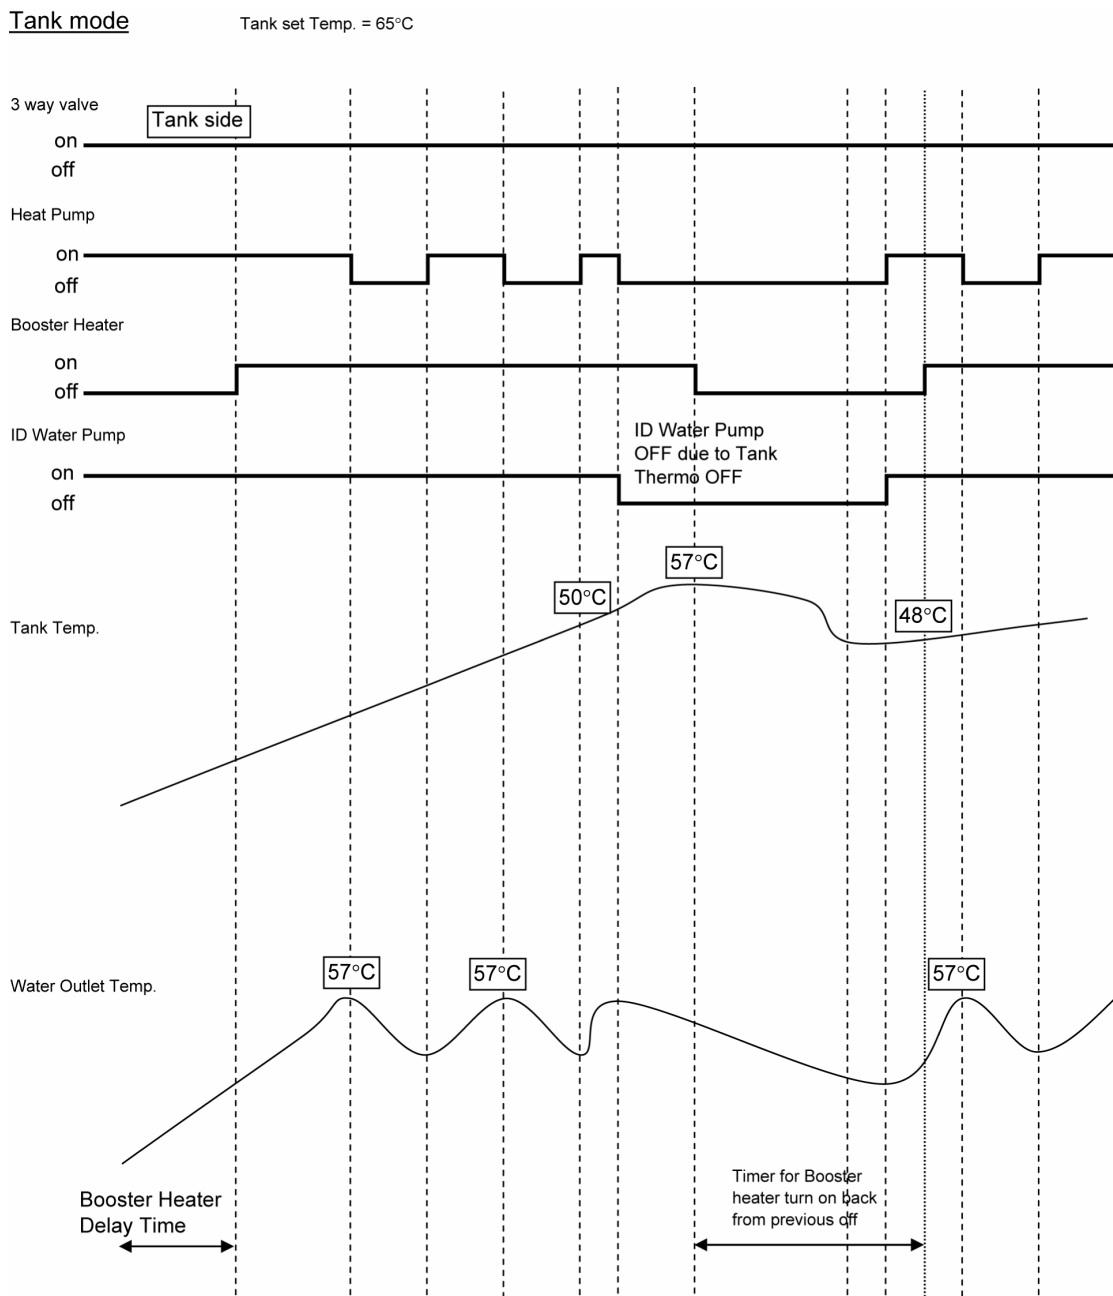 Tank mode
Tank set Temp. = 65°C
3 way valve
Tank side
on
off
Heat Pump
on
off
Booster Heater
on
off
ID Water Pump
on
off
ID Water Pump
OFF due to Tank
Thermo OFF
57°C
50°C
48°C
Tank Temp.
57°C
57°C
57°C
Water Outlet Temp.
Booster Heater
Delay Time
Timer for Booster
heater turn on back
from previous off